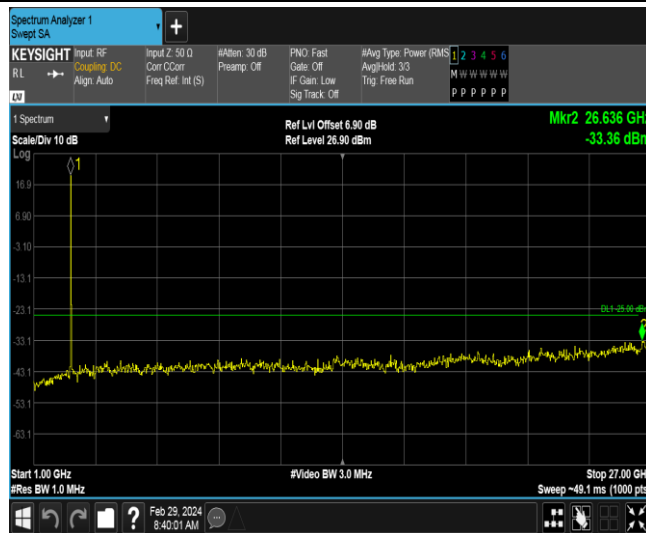 Spectrum Analyzer 1
Swept SA
+
KEYSIGHT
RL
Input: RF
Coupling: DC
Align: Auto
Input Z: 50 Ω
Corr CCorr
Freq Ref: Int (S)
#Atten: 30 dB
Preamp: Off
PNO: Fast
Gate: Off
IF Gain: Low
Sig Track: Off
#Avg Type: Power (RMS
Avg|Hold: 3/3
Trig: Free Run
1 2 3 4 5 6
M W W W W W
P P P P P P
1 Spectrum
Scale/Div 10 dB
Ref Lvl Offset 6.90 dB
Ref Level 26.90 dBm
Mkr2 26.636 GHz
-33.36 dBm
Log
1
16.9
6.90
-3.10
-13.1
-23.1
DL1 -25.00 dBm
-33.1
-43.1
-53.1
-63.1
Start 1.00 GHz
#Res BW 1.0 MHz
#Video BW 3.0 MHz
Stop 27.00 GHz
Sweep ~49.1 ms (1000 pts
?
Feb 29, 2024
8:40:01 AM